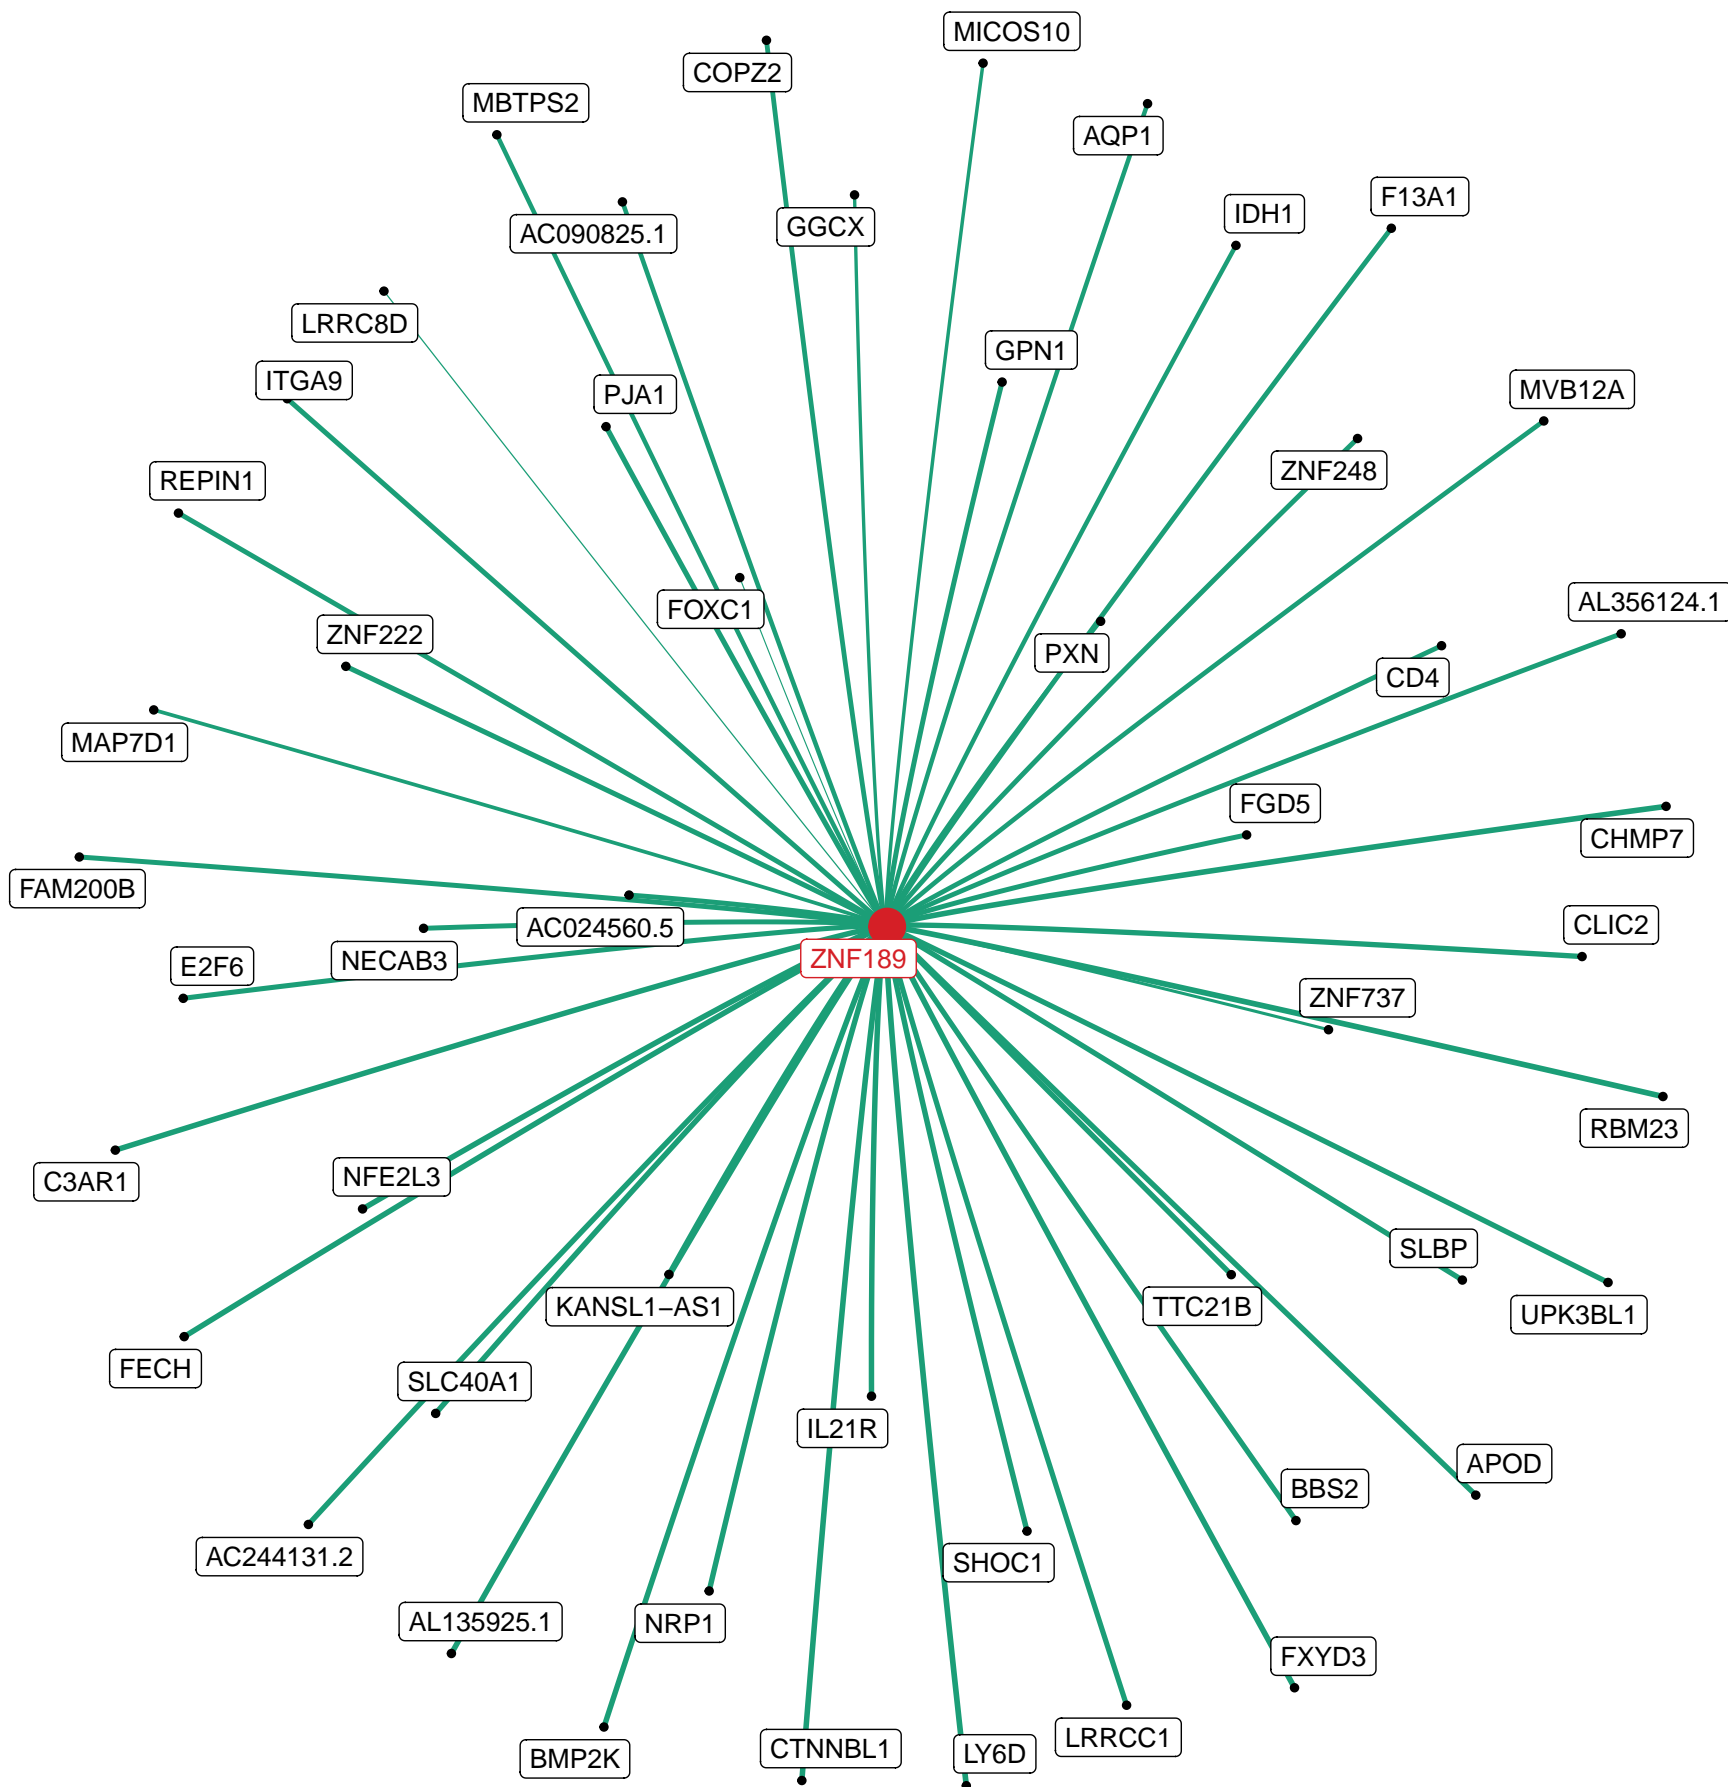 MICOS10
COPZ2
MBTPS2
AQP1
F13A1
IDH1
GGCX
AC090825.1
LRRC8D
GPN1
ITGA9
PJA1
MVB12A
ZNF248
REPIN1
AL356124.1
FOXC1
ZNF222
PXN
CD4
MAP7D1
FGD5
CHMP7
FAM200B
AC024560.5
CLIC2
ZNF189
NECAB3
E2F6
ZNF737
RBM23
NFE2L3
C3AR1
SLBP
KANSL1–AS1
TTC21B
UPK3BL1
FECH
SLC40A1
IL21R
APOD
BBS2
AC244131.2
SHOC1
AL135925.1
NRP1
FXYD3
LRRCC1
CTNNBL1
LY6D
BMP2K